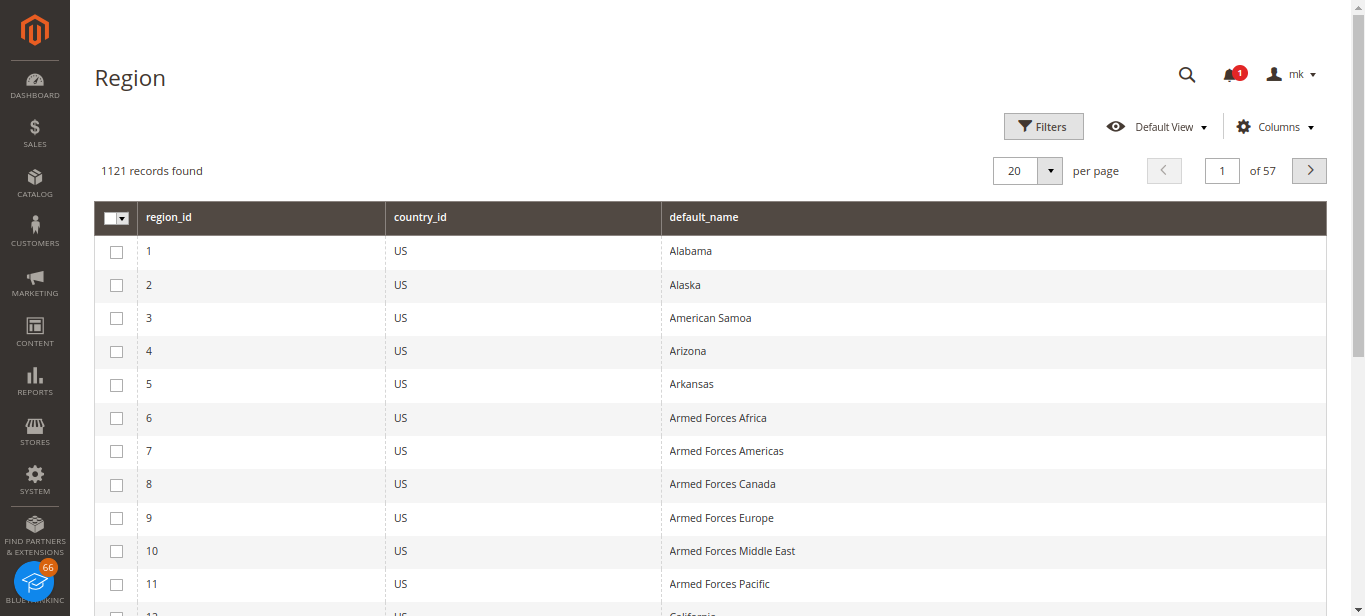 Region
1
mk
Filters
Default View
Columns
1121 records found
20
per page
1
of 57
region_id country_id default_name
1 US Alabama
2 US Alaska
3 US American Samoa
4 US Arizona
5 US Arkansas
6 US Armed Forces Africa
7 US Armed Forces Americas
8 US Armed Forces Canada
9 US Armed Forces Europe
10 US Armed Forces Middle East
11 US Armed Forces Pacific
12 US California
DASHBOARD
SALES
CATALOG
CUSTOMERS
MARKETING
CONTENT
REPORTS
STORES
SYSTEM
FIND PARTNERS
& EXTENSIONS
66